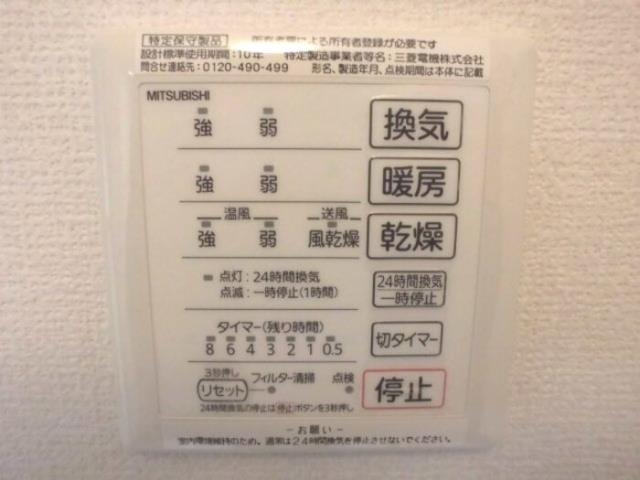 特定保守製品 所有者票による所有者登録が必要です
設計標準使用期間:10年 特定製造事業者等名:三菱電機株式会社
問合せ連絡先:0120-490-499 形名、製造年月、点検期間は本体に記載
MITSUBISHI
強 弱 換気
強 弱 暖房
温風 送風
強 弱 風乾燥 乾燥
点灯:24時間換気
点滅:一時停止(1時間)
24時間換気
一時停止
タイマー(残り時間)
8 6 4 3 2 1 0.5
切タイマー
3秒押し
リセット フィルター清掃 点検
停止
24時間換気の停止は停止ボタンを3秒押し
-お願い-
室内環境維持のため、通常は24時間換気を停止させないでください。